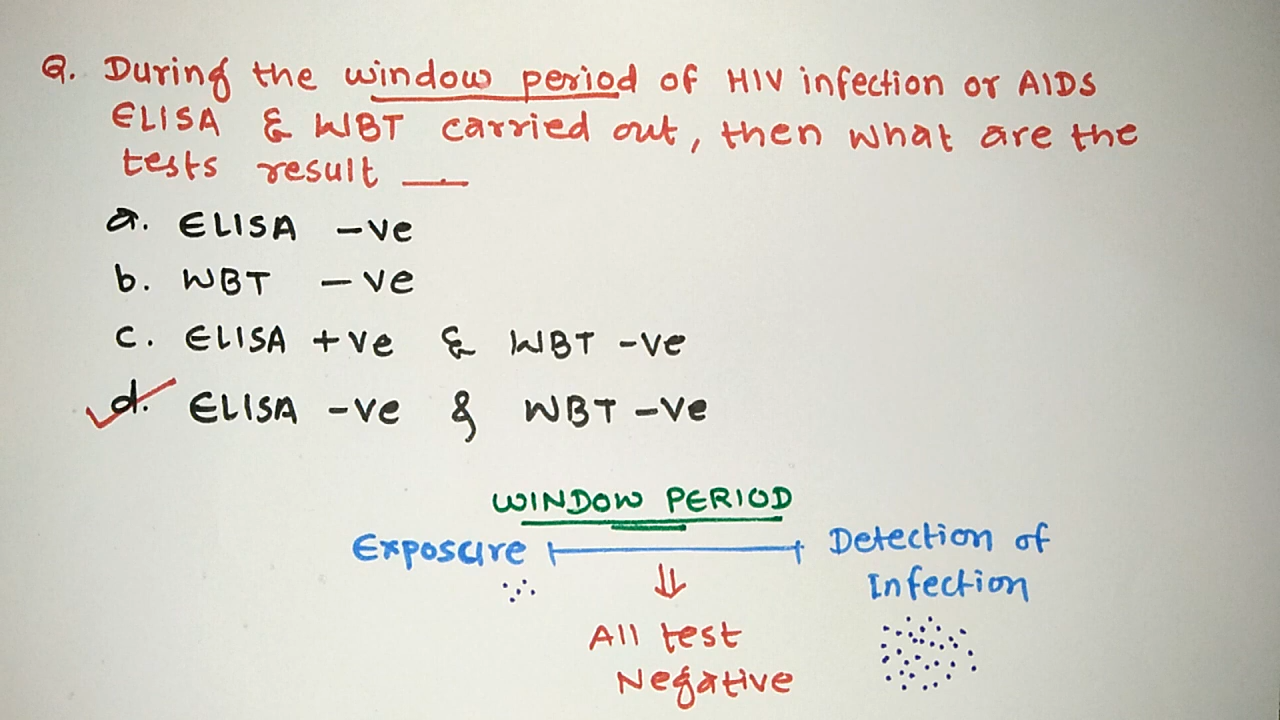 Q. During the window period of HIV infection or AIDS
ELISA & WBT carried out, then what are the
tests result __
a. ELISA -ve
b. WBT -ve
c. ELISA +ve & WBT -ve
d. ELISA -ve & WBT -ve
WINDOW PERIOD
Exposure
Detection of
Infection
All test
Negative